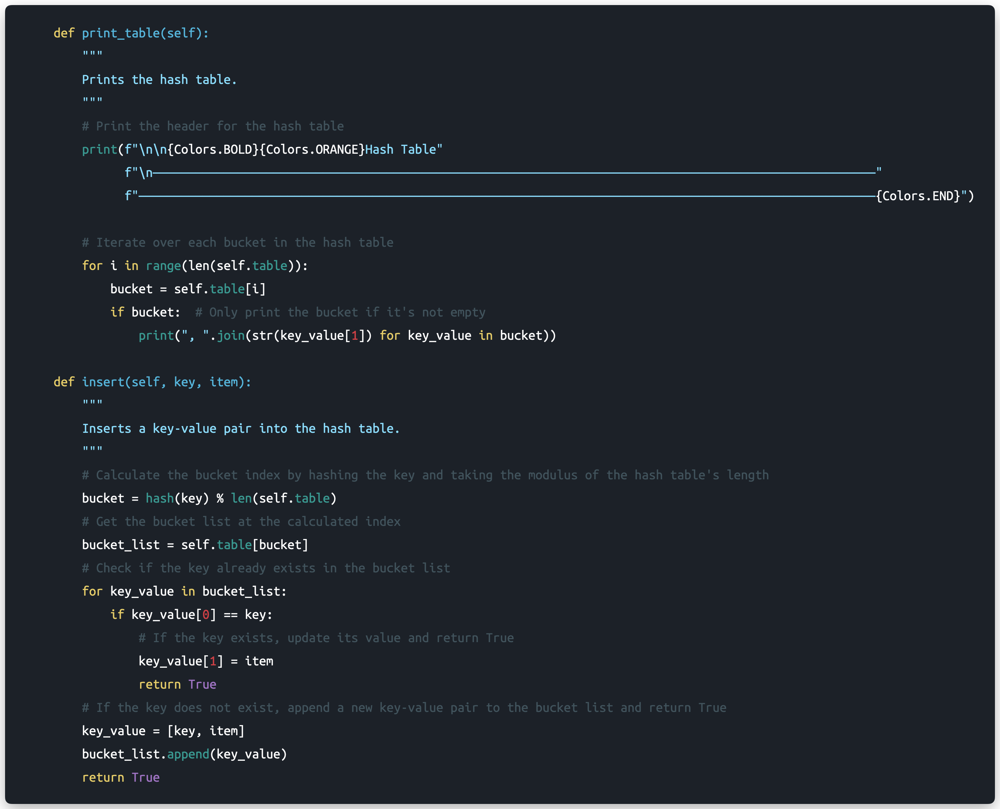 def print_table(self):
    """
    Prints the hash table.
    """
    # Print the header for the hash table
    print(f"\n\n{Colors.BOLD}{Colors.ORANGE}Hash Table"
          f"\n──────────────────────────────────────────────────────────────────────────────────────────────────────"
          f"────────────────────────────────────────────────────────────────────────────────────────────────────────{Colors.END}")

    # Iterate over each bucket in the hash table
    for i in range(len(self.table)):
        bucket = self.table[i]
        if bucket:  # Only print the bucket if it's not empty
            print(", ".join(str(key_value[1]) for key_value in bucket))

def insert(self, key, item):
    """
    Inserts a key-value pair into the hash table.
    """
    # Calculate the bucket index by hashing the key and taking the modulus of the hash table's length
    bucket = hash(key) % len(self.table)
    # Get the bucket list at the calculated index
    bucket_list = self.table[bucket]
    # Check if the key already exists in the bucket list
    for key_value in bucket_list:
        if key_value[0] == key:
            # If the key exists, update its value and return True
            key_value[1] = item
            return True
    # If the key does not exist, append a new key-value pair to the bucket list and return True
    key_value = [key, item]
    bucket_list.append(key_value)
    return True